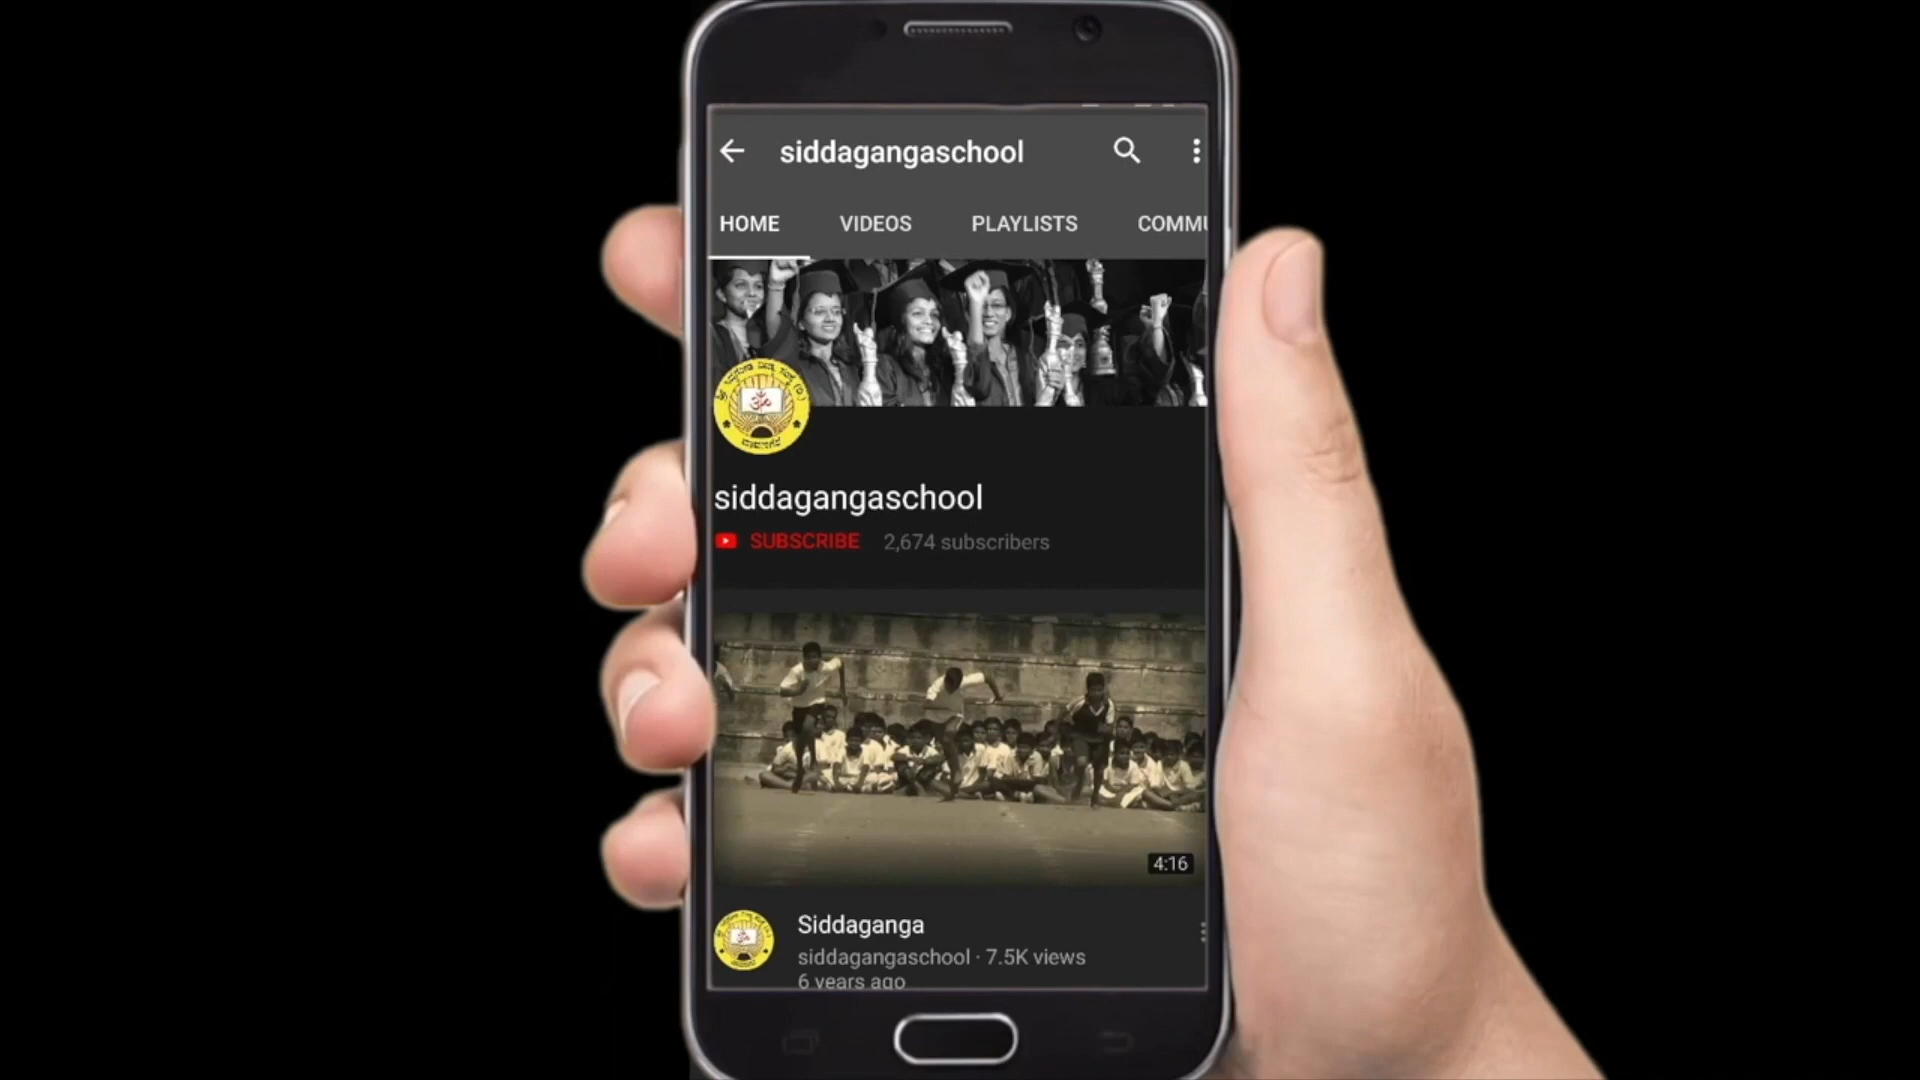 siddagangaschool
HOME VIDEOS PLAYLISTS COMMU
siddagangaschool
SUBSCRIBE 2,674 subscribers
4:16
Siddaganga
siddagangaschool · 7.5K views
6 years ago